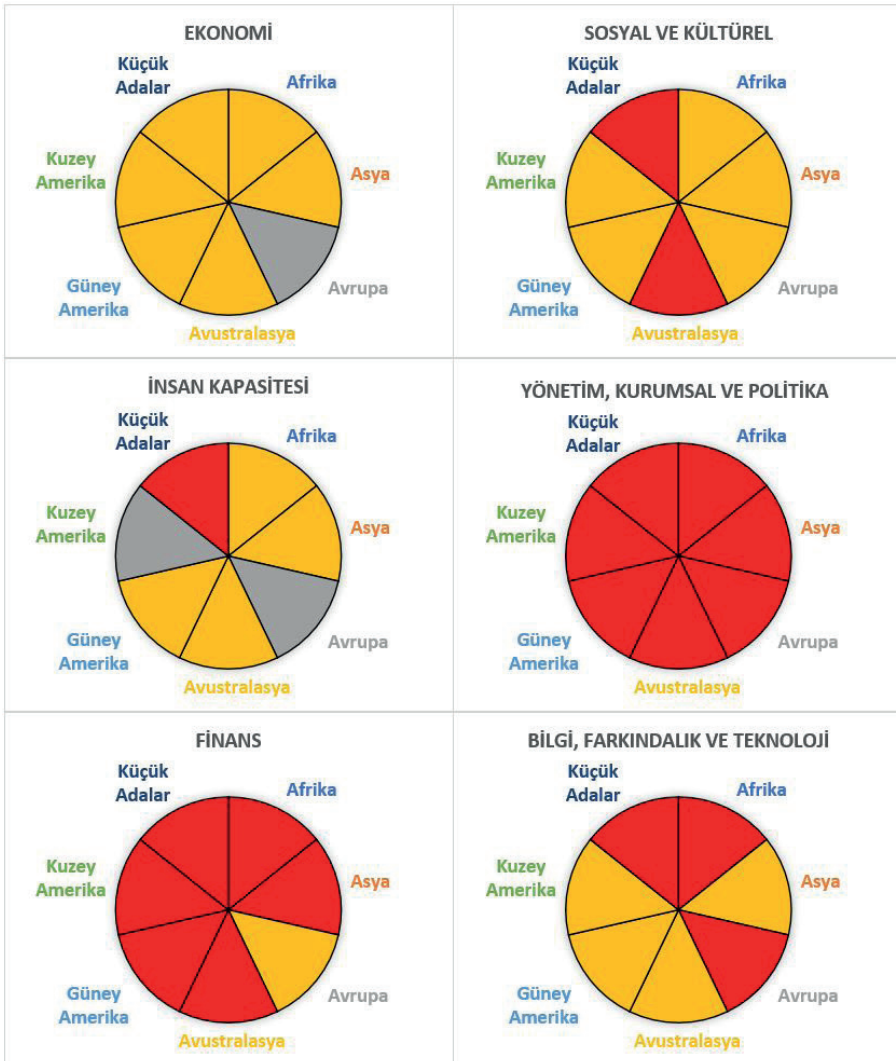 EKONOMİ
Küçük
Adalar
Afrika
Kuzey
Amerika
Asya
Güney
Amerika
Avrupa
Avustralasya
SOSYAL VE KÜLTÜREL
Küçük
Adalar
Afrika
Kuzey
Amerika
Asya
Güney
Amerika
Avrupa
Avustralasya
İNSAN KAPASİTESİ
Küçük
Adalar
Afrika
Kuzey
Amerika
Asya
Güney
Amerika
Avrupa
Avustralasya
YÖNETİM, KURUMSAL VE POLİTİKA
Küçük
Adalar
Afrika
Kuzey
Amerika
Asya
Güney
Amerika
Avrupa
Avustralasya
FİNANS
Küçük
Adalar
Afrika
Kuzey
Amerika
Asya
Güney
Amerika
Avrupa
Avustralasya
BİLGİ, FARKINDALIK VE TEKNOLOJİ
Küçük
Adalar
Afrika
Kuzey
Amerika
Asya
Güney
Amerika
Avrupa
Avustralasya